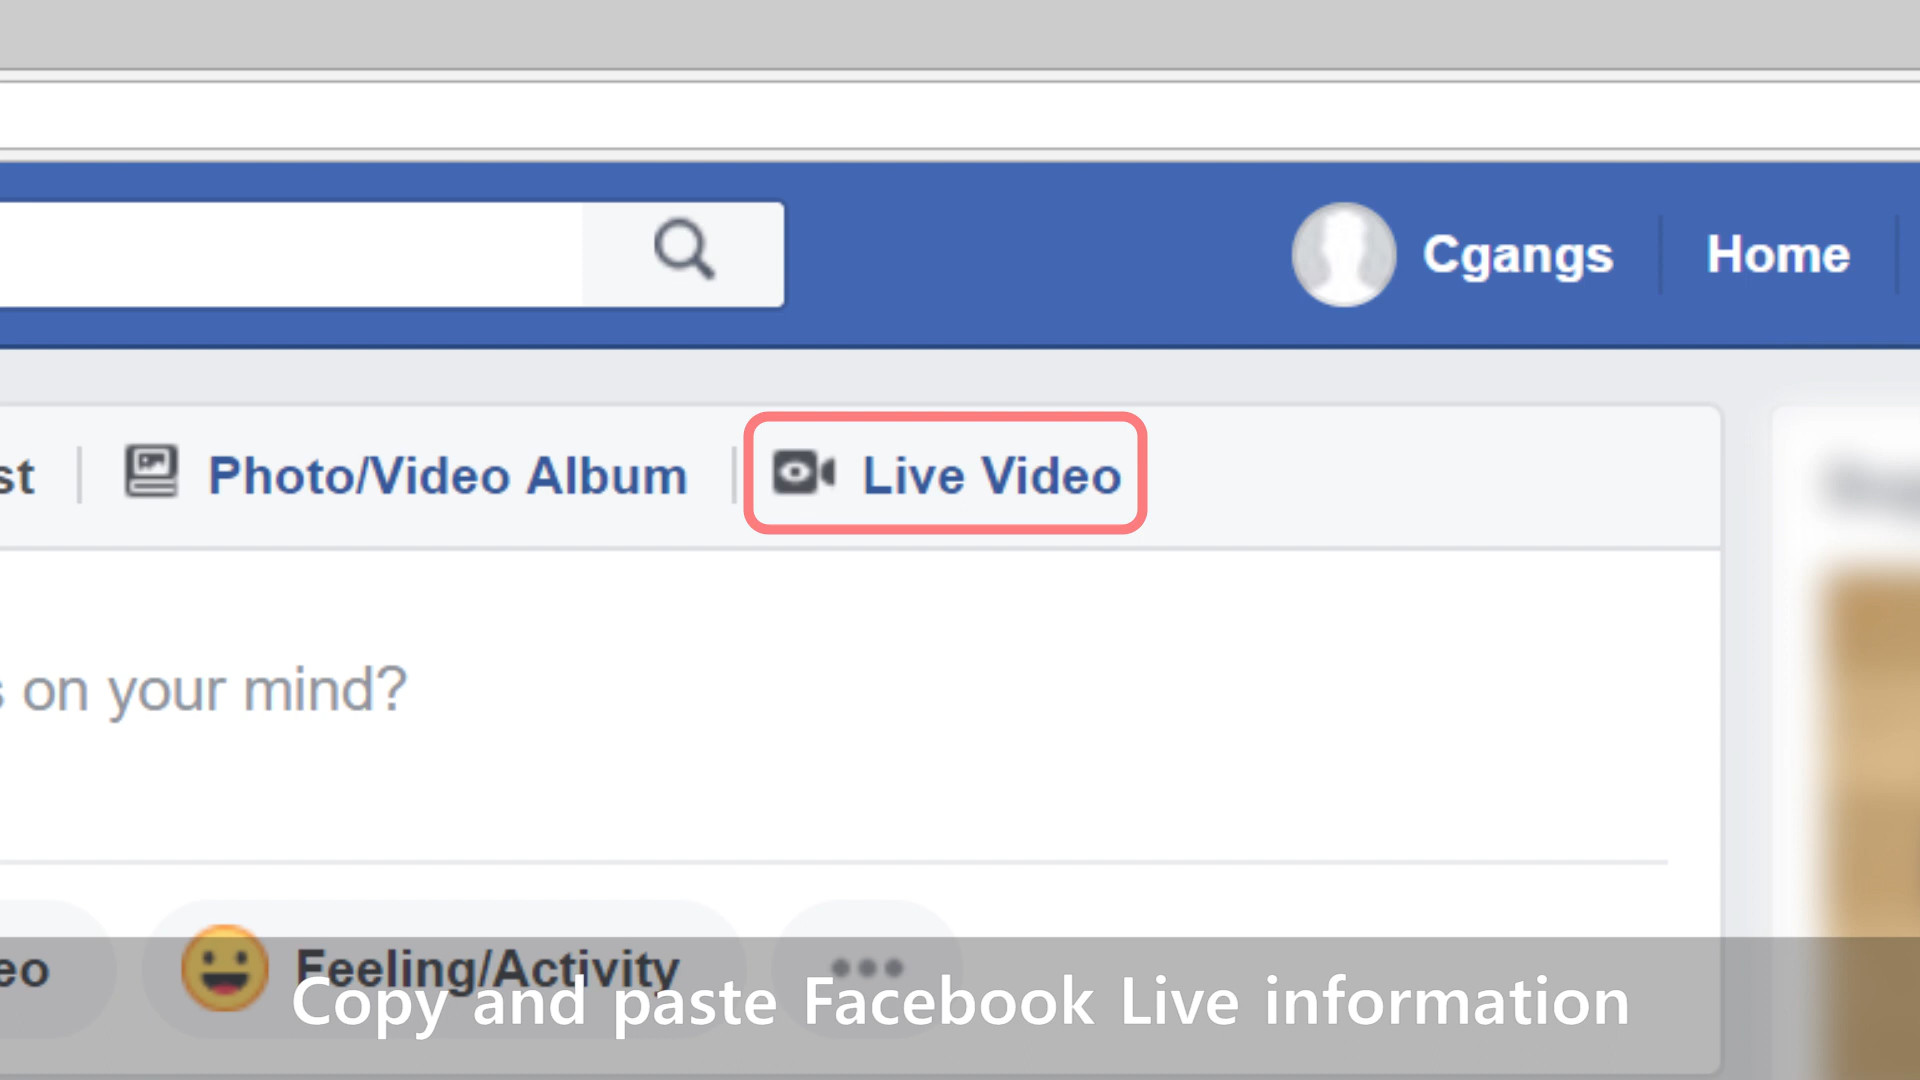 Cgangs Home
st Photo/Video Album Live Video
s on your mind?
eo Feeling/Activity
Copy and paste Facebook Live information